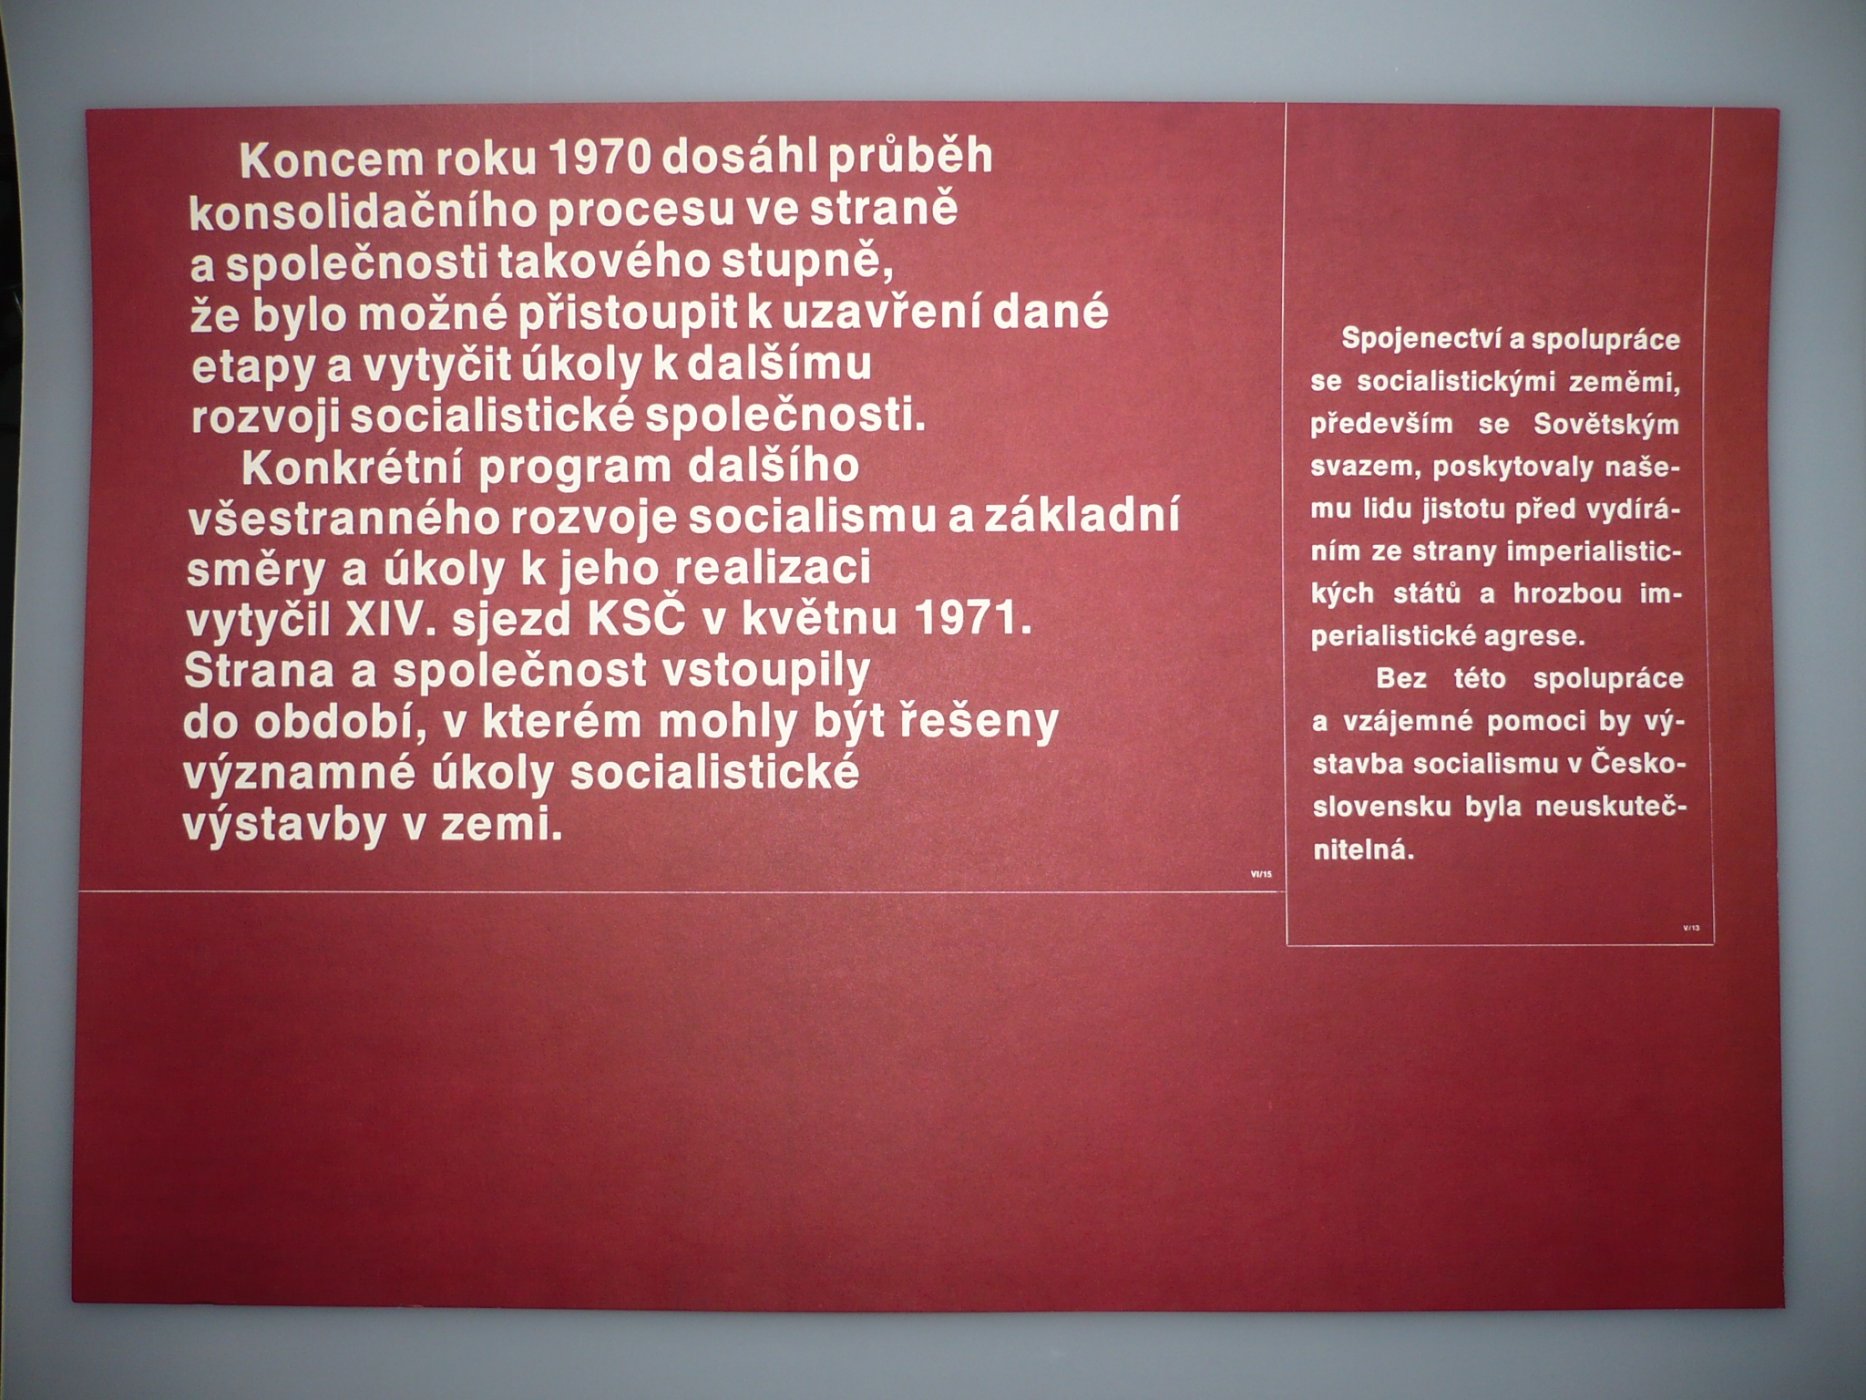 Koncem roku 1970 dosáhl průběh
konsolidačního procesu ve straně
a společnosti takového stupně,
že bylo možné přistoupit k uzavření dané
etapy a vytyčit úkoly k dalšímu
rozvoji socialistické společnosti.
Konkrétní program dalšího
všestranného rozvoje socialismu a základní
směry a úkoly k jeho realizaci
vytyčil XIV. sjezd KSČ v květnu 1971.
Strana a společnost vstoupily
do období, v kterém mohly být řešeny
významné úkoly socialistické
výstavby v zemi.
VI/15
Spojenectví a spolupráce
se socialistickými zeměmi,
především se Sovětským
svazem, poskytovaly naše-
mu lidu jistotu před vydírá-
ním ze strany imperialistic-
kých států a hrozbou im-
perialistické agrese.
Bez této spolupráce
a vzájemné pomoci by vý-
stavba socialismu v Česko-
slovensku byla neuskuteč-
nitelná.
V/13